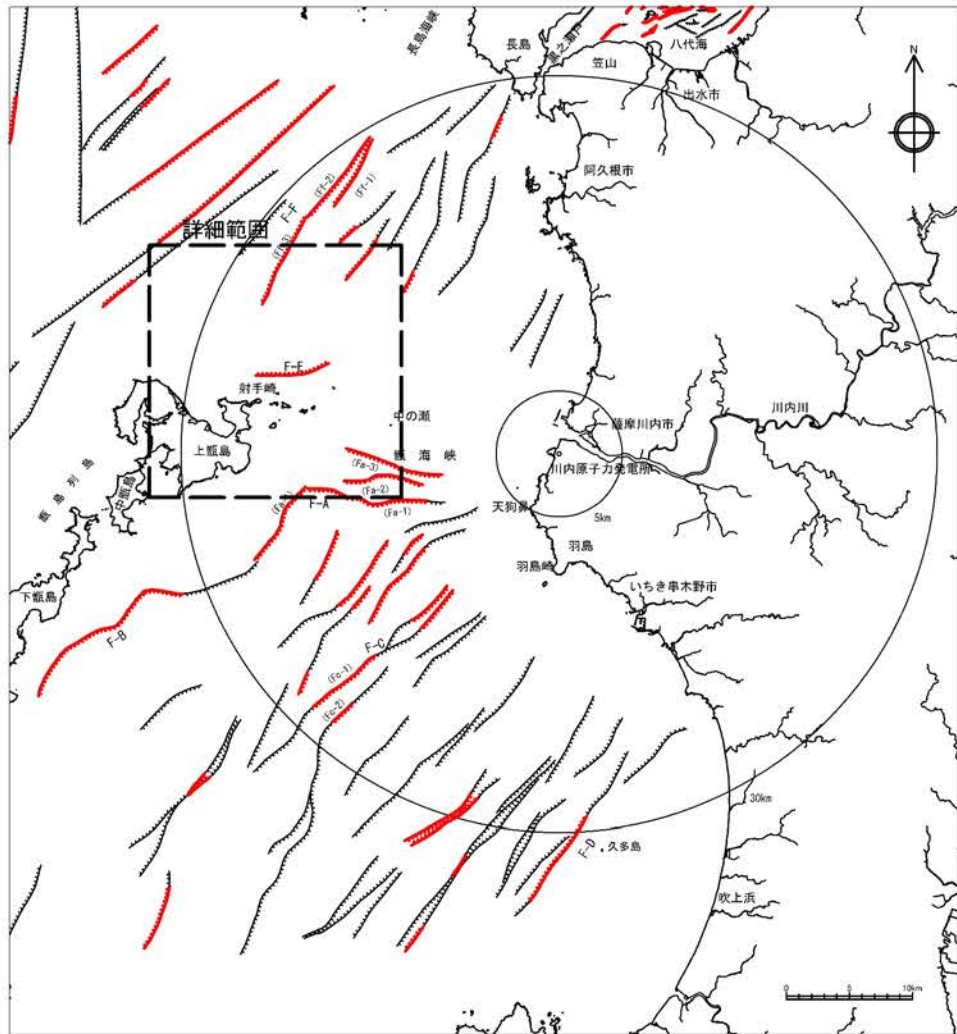 長島海峡
長島
黒之瀬戸
八代海
笠山
出水市
N
阿久根市
(Ff-2)
(Ff-1)
F-F
詳細範囲
F-E
射手崎
中の瀬
上甑島
甑海峡
(Fa-3)
(Fa-2)
F-A
(Fa-1)
薩摩川内市
川内川
川内原子力発電所
天狗鼻
5km
甑島列島
中甑島
羽島
羽島崎
いちき串木野市
下甑島
F-B
F-C
(Fc-1)
(Fc-2)
30km
F-D
久多島
吹上浜
0 5 10km